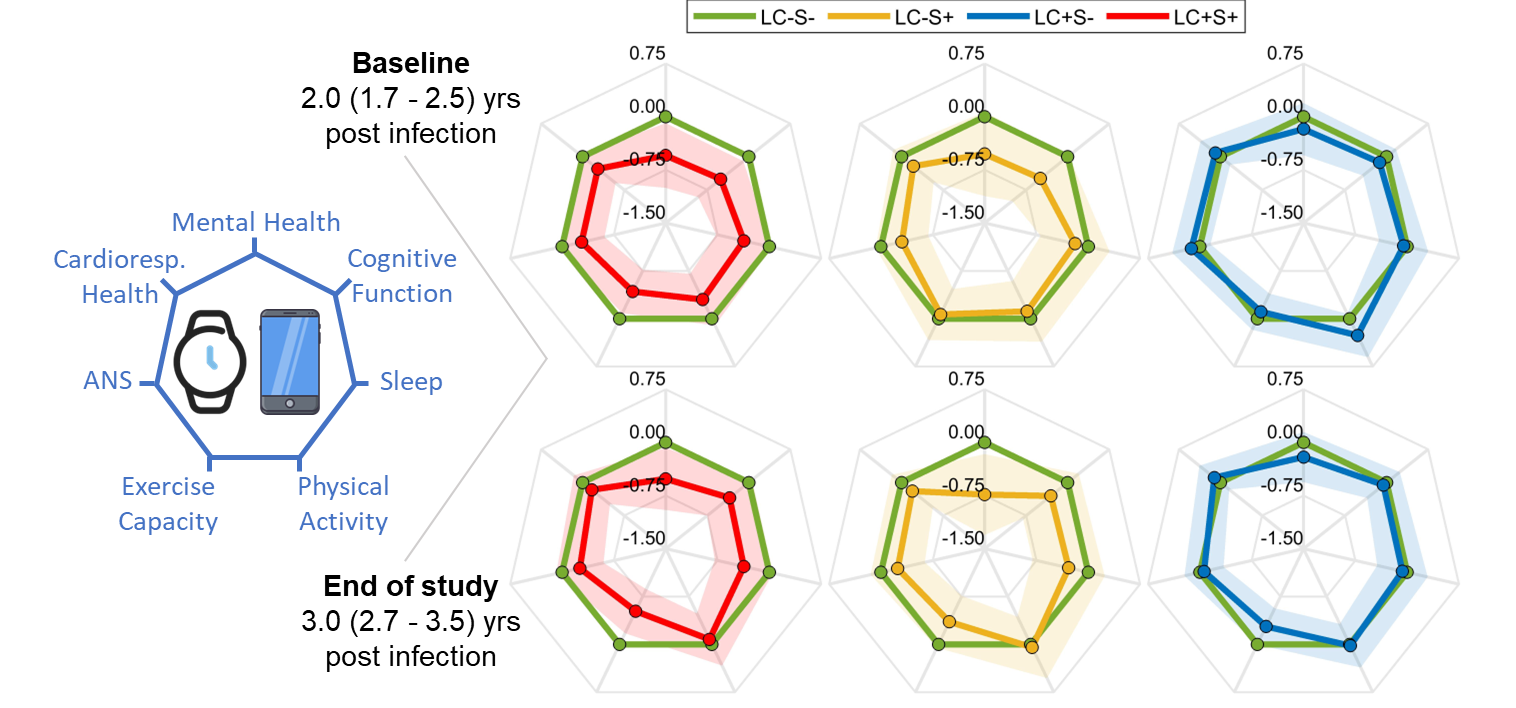 LC-S- LC-S+ LC+S- LC+S+
Baseline
2.0 (1.7 - 2.5) yrs
post infection
0.75
0.00
-0.75
-1.50
0.75
0.00
-0.75
-1.50
0.75
0.00
-0.75
-1.50
Mental Health
Cardioresp.
Health
Cognitive
Function
ANS
Sleep
Exercise
Capacity
Physical
Activity
End of study
3.0 (2.7 - 3.5) yrs
post infection
0.75
0.00
-0.75
-1.50
0.75
0.00
-0.75
-1.50
0.75
0.00
-0.75
-1.50